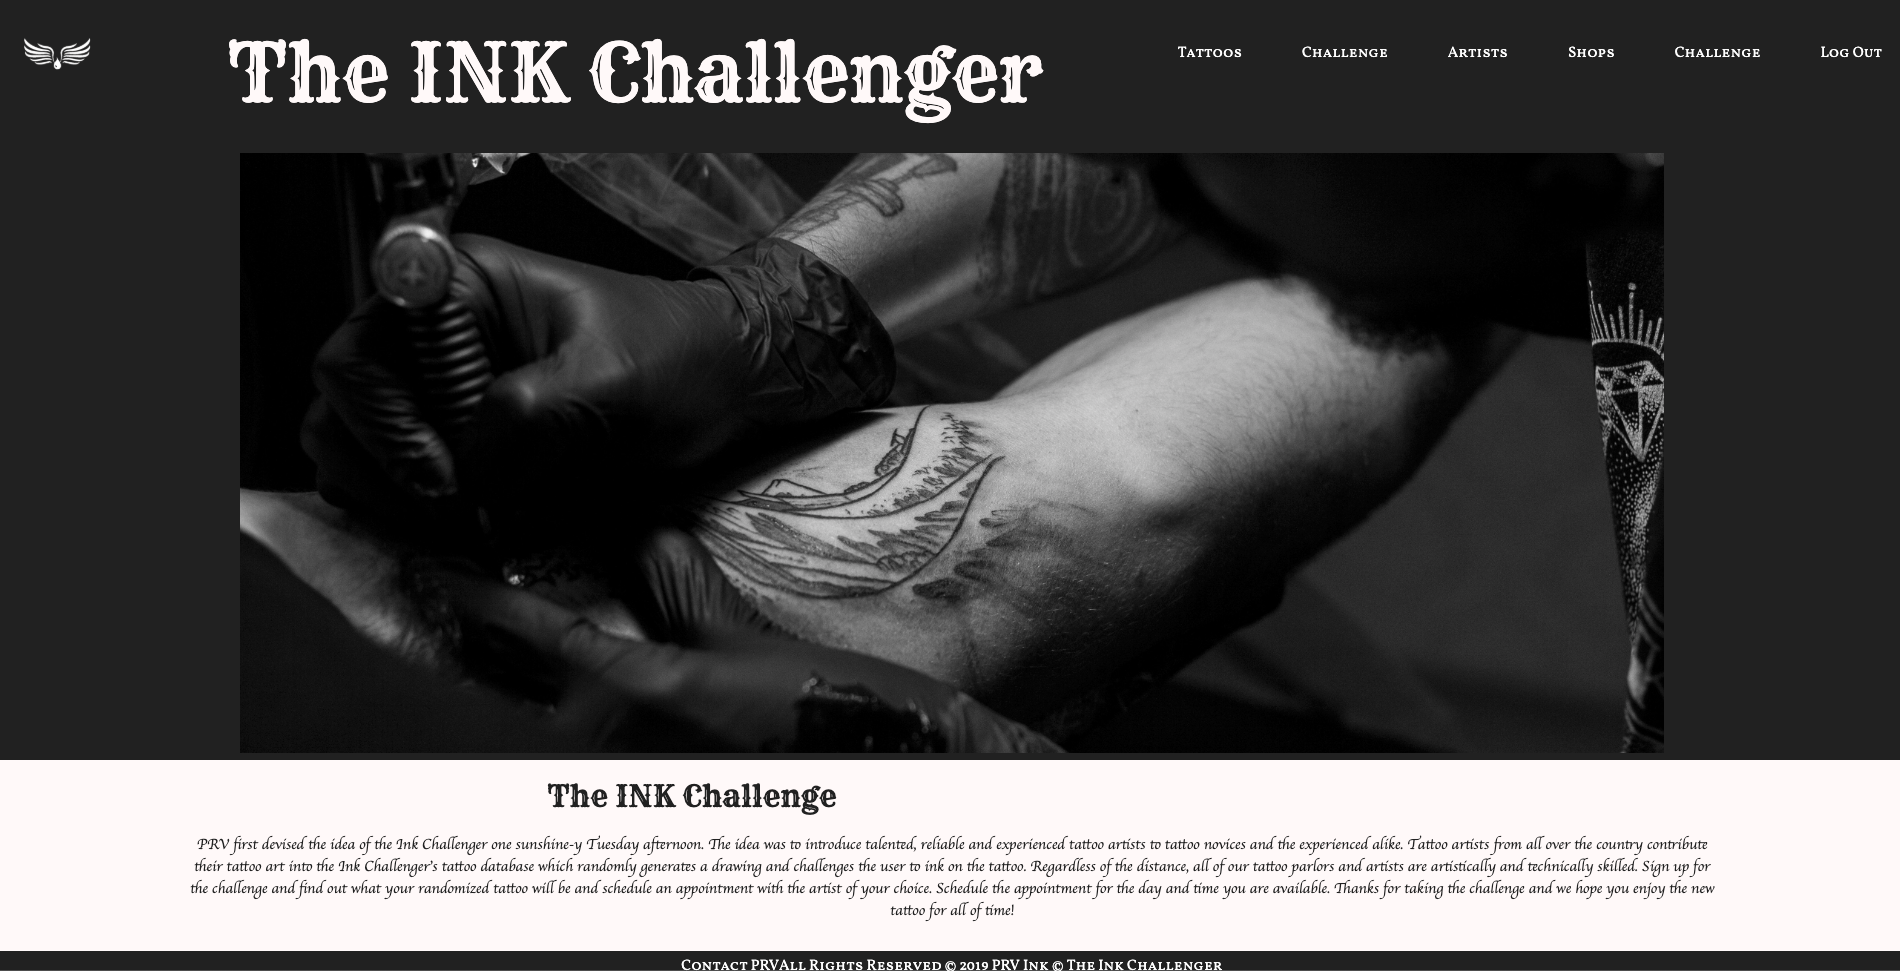 The INK Challenger
Tattoos Challenge Artists Shops Challenge Log Out
The INK Challenge
PRV first devised the idea of the Ink Challenger one sunshine-y Tuesday afternoon. The idea was to introduce talented, reliable and experienced tattoo artists to tattoo novices and the experienced alike. Tattoo artists from all over the country contribute
their tattoo art into the Ink Challenger's tattoo database which randomly generates a drawing and challenges the user to ink on the tattoo. Regardless of the distance, all of our tattoo parlors and artists are artistically and technically skilled. Sign up for
the challenge and find out what your randomized tattoo will be and schedule an appointment with the artist of your choice. Schedule the appointment for the day and time you are available. Thanks for taking the challenge and we hope you enjoy the new
tattoo for all of time!
Contact PRVAll Rights Reserved © 2019 PRV Ink © The Ink Challenger